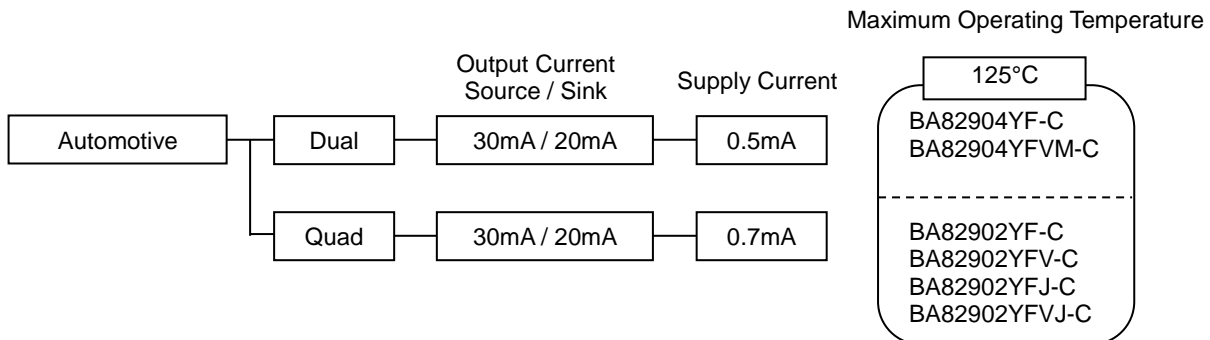 Maximum Operating Temperature
Output Current
Source / Sink
Supply Current
125°C
Automotive
Dual
30mA / 20mA
0.5mA
BA82904YF-C
BA82904YFVM-C
Quad
30mA / 20mA
0.7mA
BA82902YF-C
BA82902YFV-C
BA82902YFJ-C
BA82902YFVJ-C